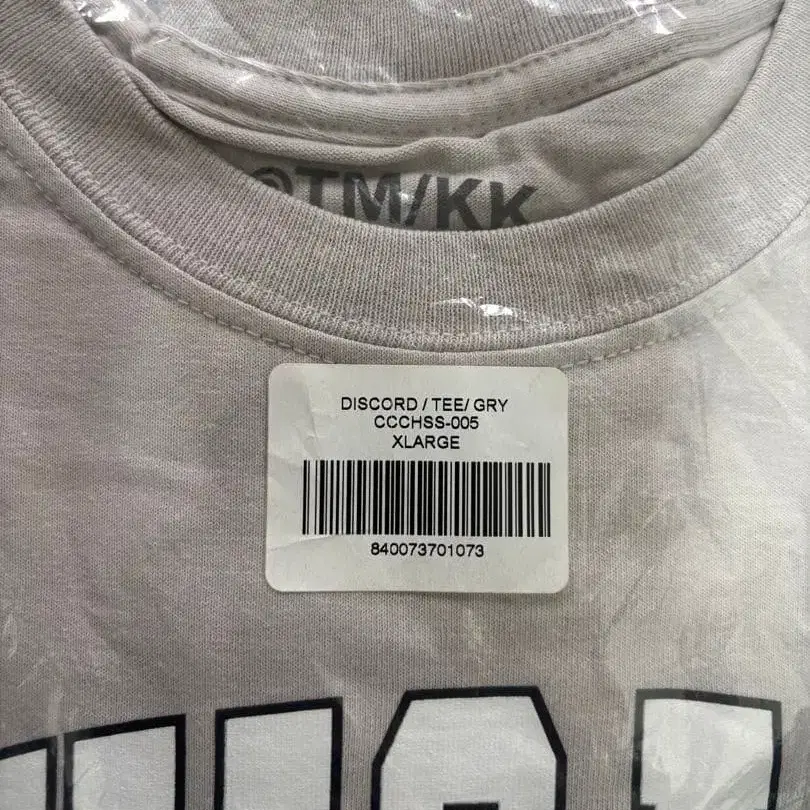 ©TM/KK
DISCORD / TEE/ GRY
CCCHSS-005
XLARGE
840073701073